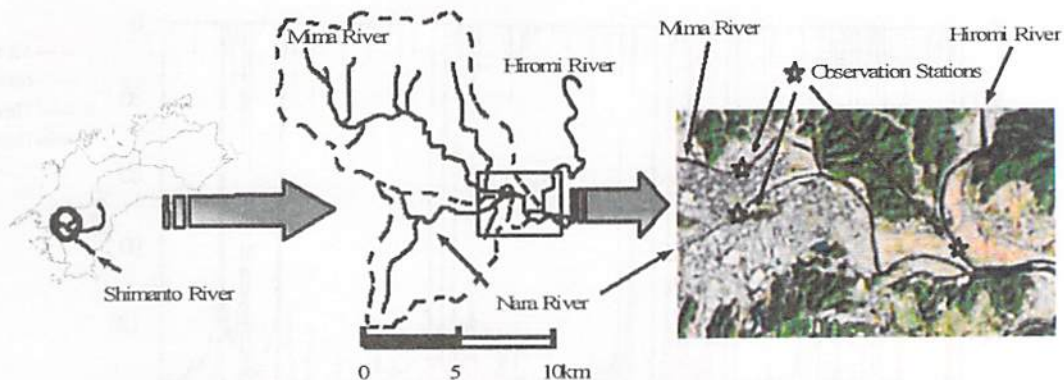 Mima River
Hiromi River
Observation Stations
Mima River
Hiromi River
Shimanto River
Nara River
0 5 10km